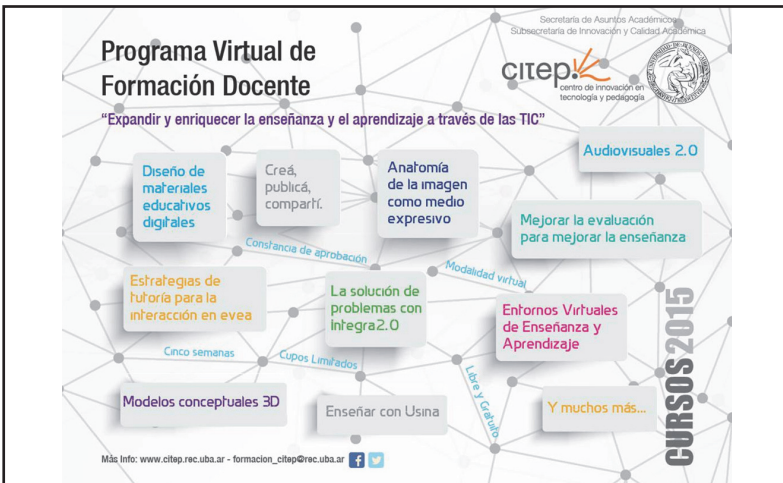 Secretaría de Asuntos Académicos
Subsecretaría de Innovación y Calidad Académica
Programa Virtual de
Formación Docente
citep
centro de innovación en
tecnología y pedagogía
“Expandir y enriquecer la enseñanza y el aprendizaje a través de las TIC”
Audiovisuales 2.0
Diseño de
materiales
educativos
digitales
Creá,
publicá,
compartí.
Anatomía
de la imagen
como medio
expresivo
Mejorar la evaluación
para mejorar la enseñanza
Constancia de aprobación
Modalidad virtual
Estrategias de
tutoría para la
interacción en evea
La solución de
problemas con
Integra2.0
Entornos Virtuales
de Enseñanza y
Aprendizaje
Cinco semanas
Cupos Limitados
Libre y Gratuito
Modelos conceptuales 3D
Enseñar con Usina
Y muchos más...
CURSOS 2015
Más Info: www.citep.rec.uba.ar - formacion_citep@rec.uba.ar